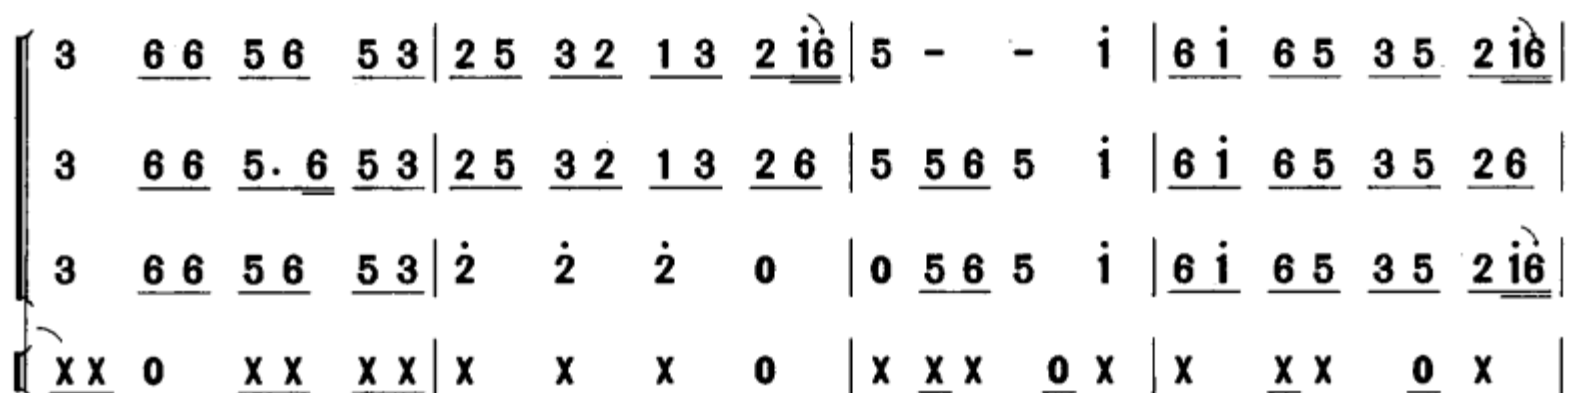 3 6 6 5 6 5 3 | 2 5 3 2 1 3 2 i̇6 | 5 - - i̇ | 6 i̇ 6 5 3 5 2 i̇6 |
3 6 6 5. 6 5 3 | 2 5 3 2 1 3 2 6 | 5 5 6 5 i̇ | 6 i̇ 6 5 3 5 2 6 |
3 6 6 5 6 5 3 | 2̇ 2̇ 2̇ 0 | 0 5 6 5 i̇ | 6 i̇ 6 5 3 5 2 i̇6 |
X X 0 X X X X | X X X 0 | X X X 0 X | X X X 0 X |